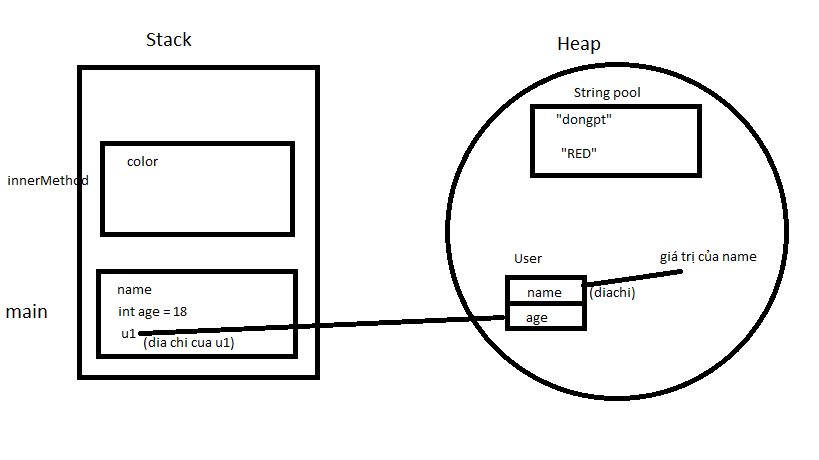 Stack
Heap
String pool
"dongpt"
"RED"
color
innerMethod
User
giá trị của name
name
(diachi)
age
main
name
int age = 18
u1
(dia chi cua u1)